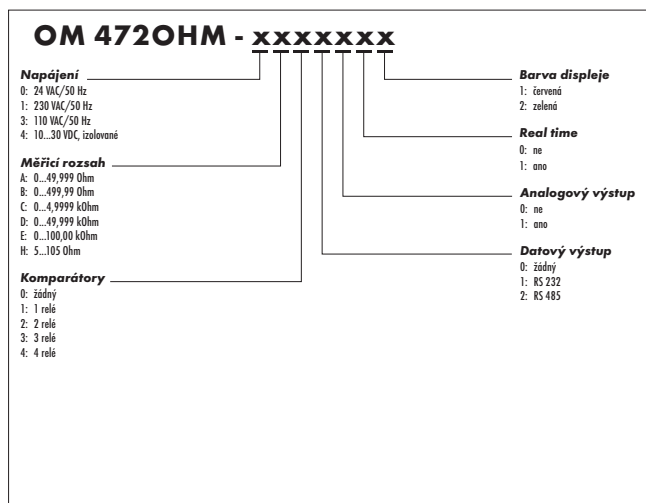 OM 472OHM - xxxxxxx
Napájení
0: 24 VAC/50 Hz
1: 230 VAC/50 Hz
3: 110 VAC/50 Hz
4: 10...30 VDC, izolované
Měřicí rozsah
A: 0...49,999 Ohm
B: 0...499,99 Ohm
C: 0...4,9999 kOhm
D: 0...49,999 kOhm
E: 0...100,00 kOhm
H: 5...105 Ohm
Komparátory
0: žádný
1: 1 relé
2: 2 relé
3: 3 relé
4: 4 relé
Barva displeje
1: červená
2: zelená
Real time
0: ne
1: ano
Analogový výstup
0: ne
1: ano
Datový výstup
0: žádný
1: RS 232
2: RS 485